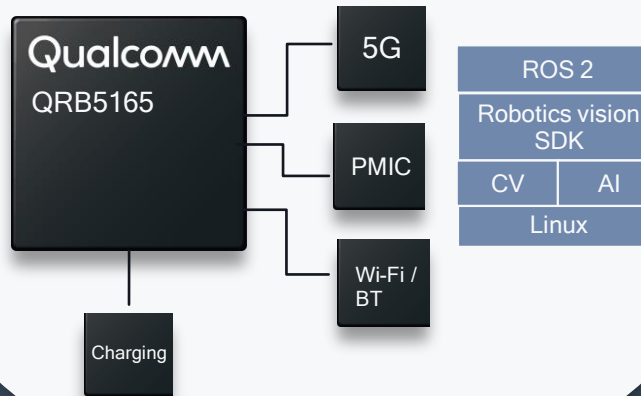 Qualcomm
QRB5165
5G
PMIC
Wi-Fi /
BT
Charging
ROS 2
Robotics vision
SDK
CV
AI
Linux